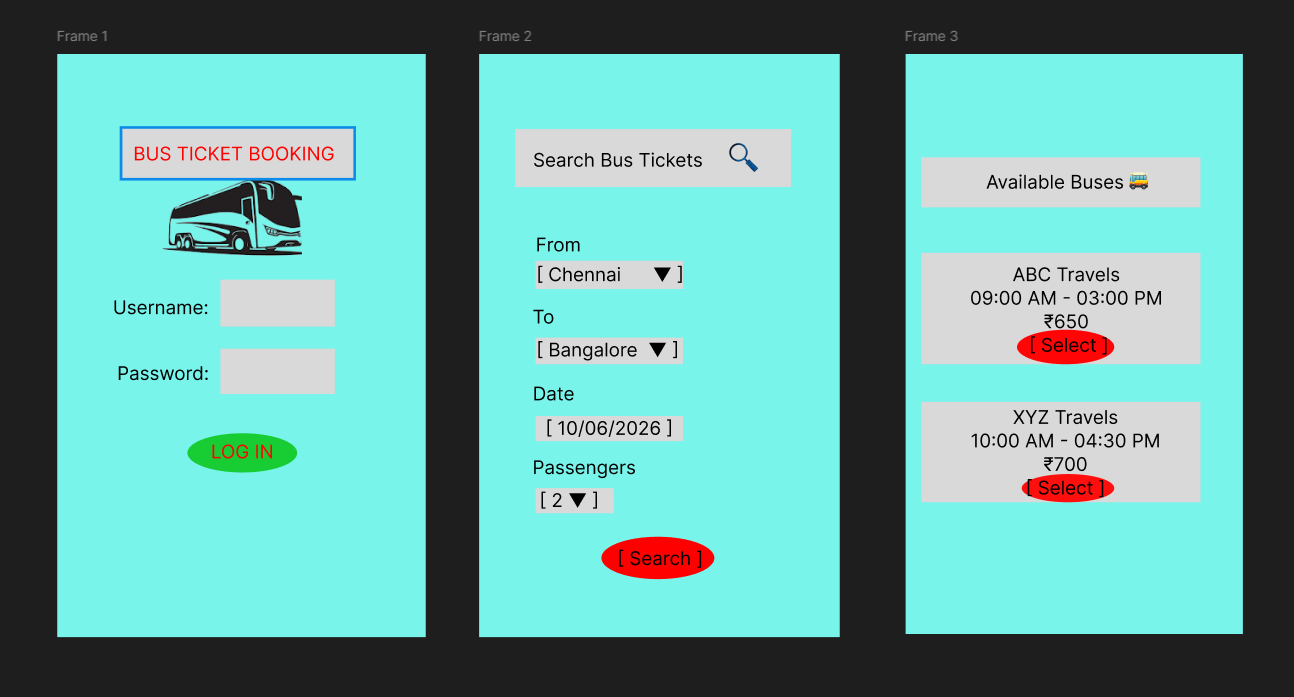 Frame 1
BUS TICKET BOOKING
Username:
Password:
LOG IN
Frame 2
Search Bus Tickets
From
[ Chennai ▼ ]
To
[ Bangalore ▼ ]
Date
[ 10/06/2026 ]
Passengers
[ 2 ▼ ]
[ Search ]
Frame 3
Available Buses 🚌
ABC Travels
09:00 AM - 03:00 PM
₹650
[ Select ]
XYZ Travels
10:00 AM - 04:30 PM
₹700
[ Select ]